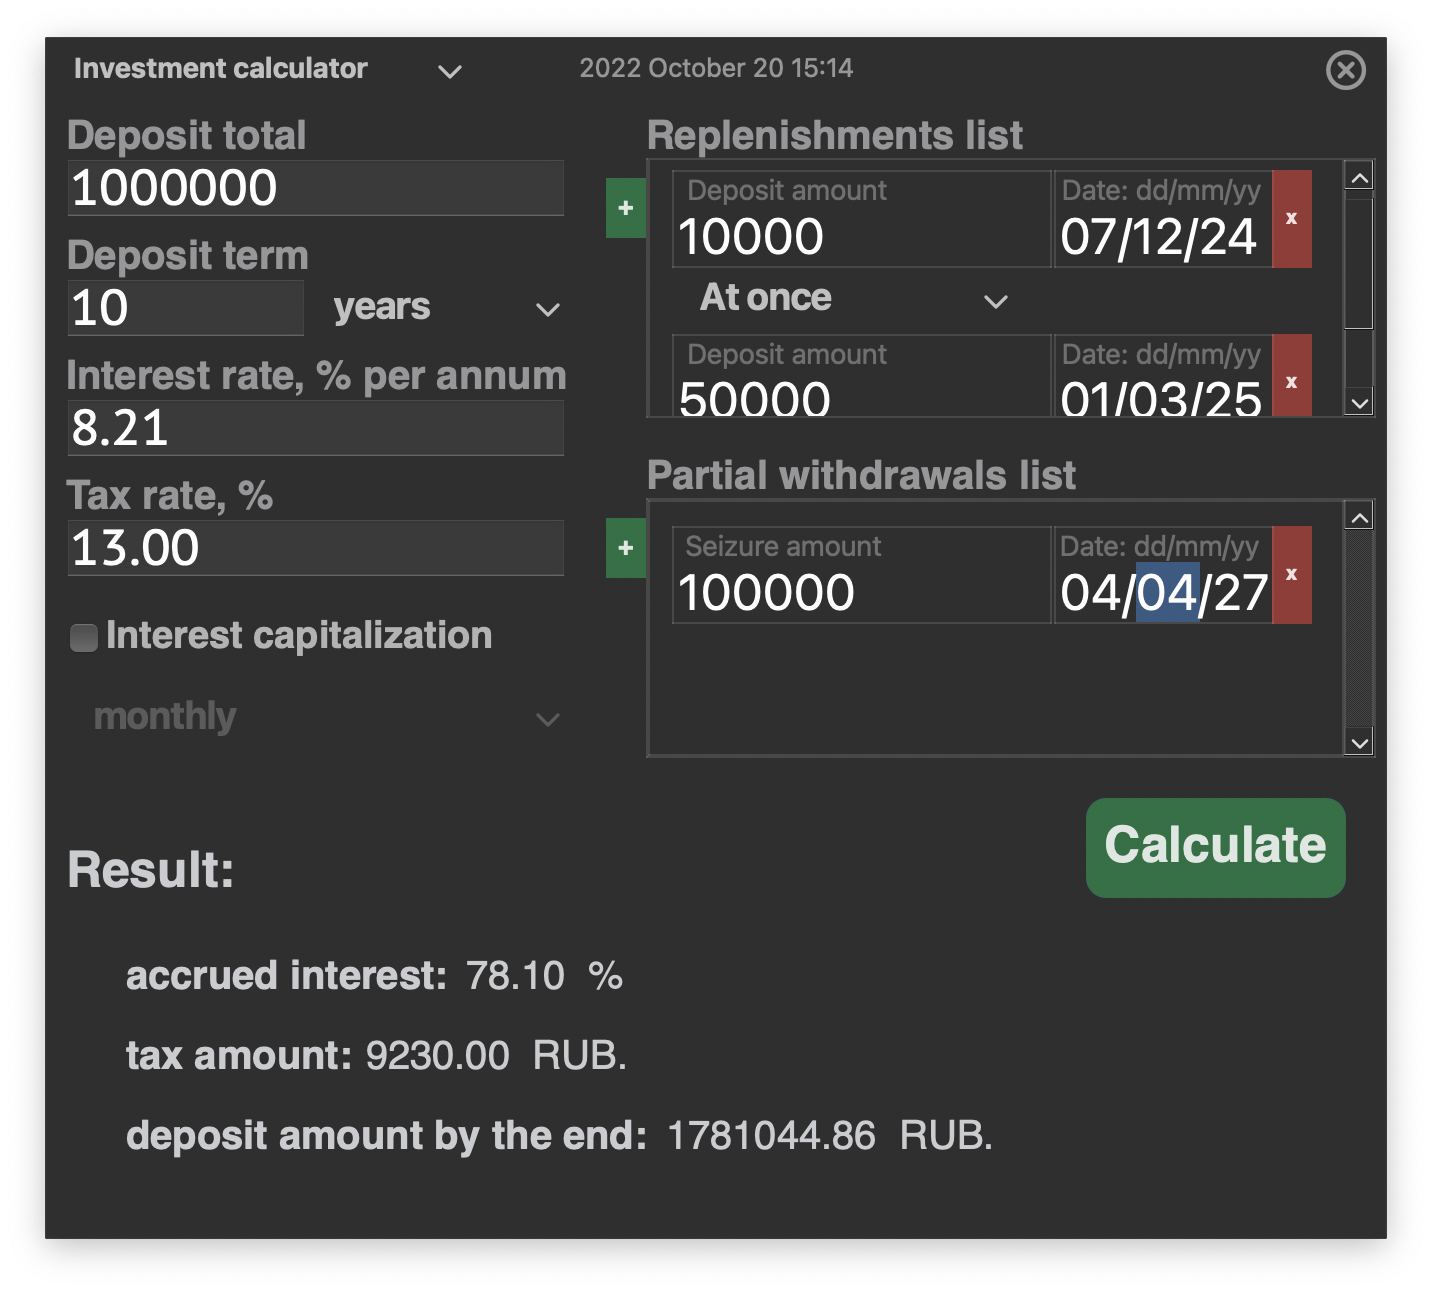 Investment calculator
2022 October 20 15:14
Deposit total
1000000
Deposit term
10 years
Interest rate, % per annum
8.21
Tax rate, %
13.00
Interest capitalization
monthly
Replenishments list
+
Deposit amount Date: dd/mm/yy
10000 07/12/24 x
At once
Deposit amount Date: dd/mm/yy
50000 01/03/25 x
Partial withdrawals list
+
Seizure amount Date: dd/mm/yy
100000 04/04/27 x
Calculate
Result:
accrued interest: 78.10 %
tax amount: 9230.00 RUB.
deposit amount by the end: 1781044.86 RUB.